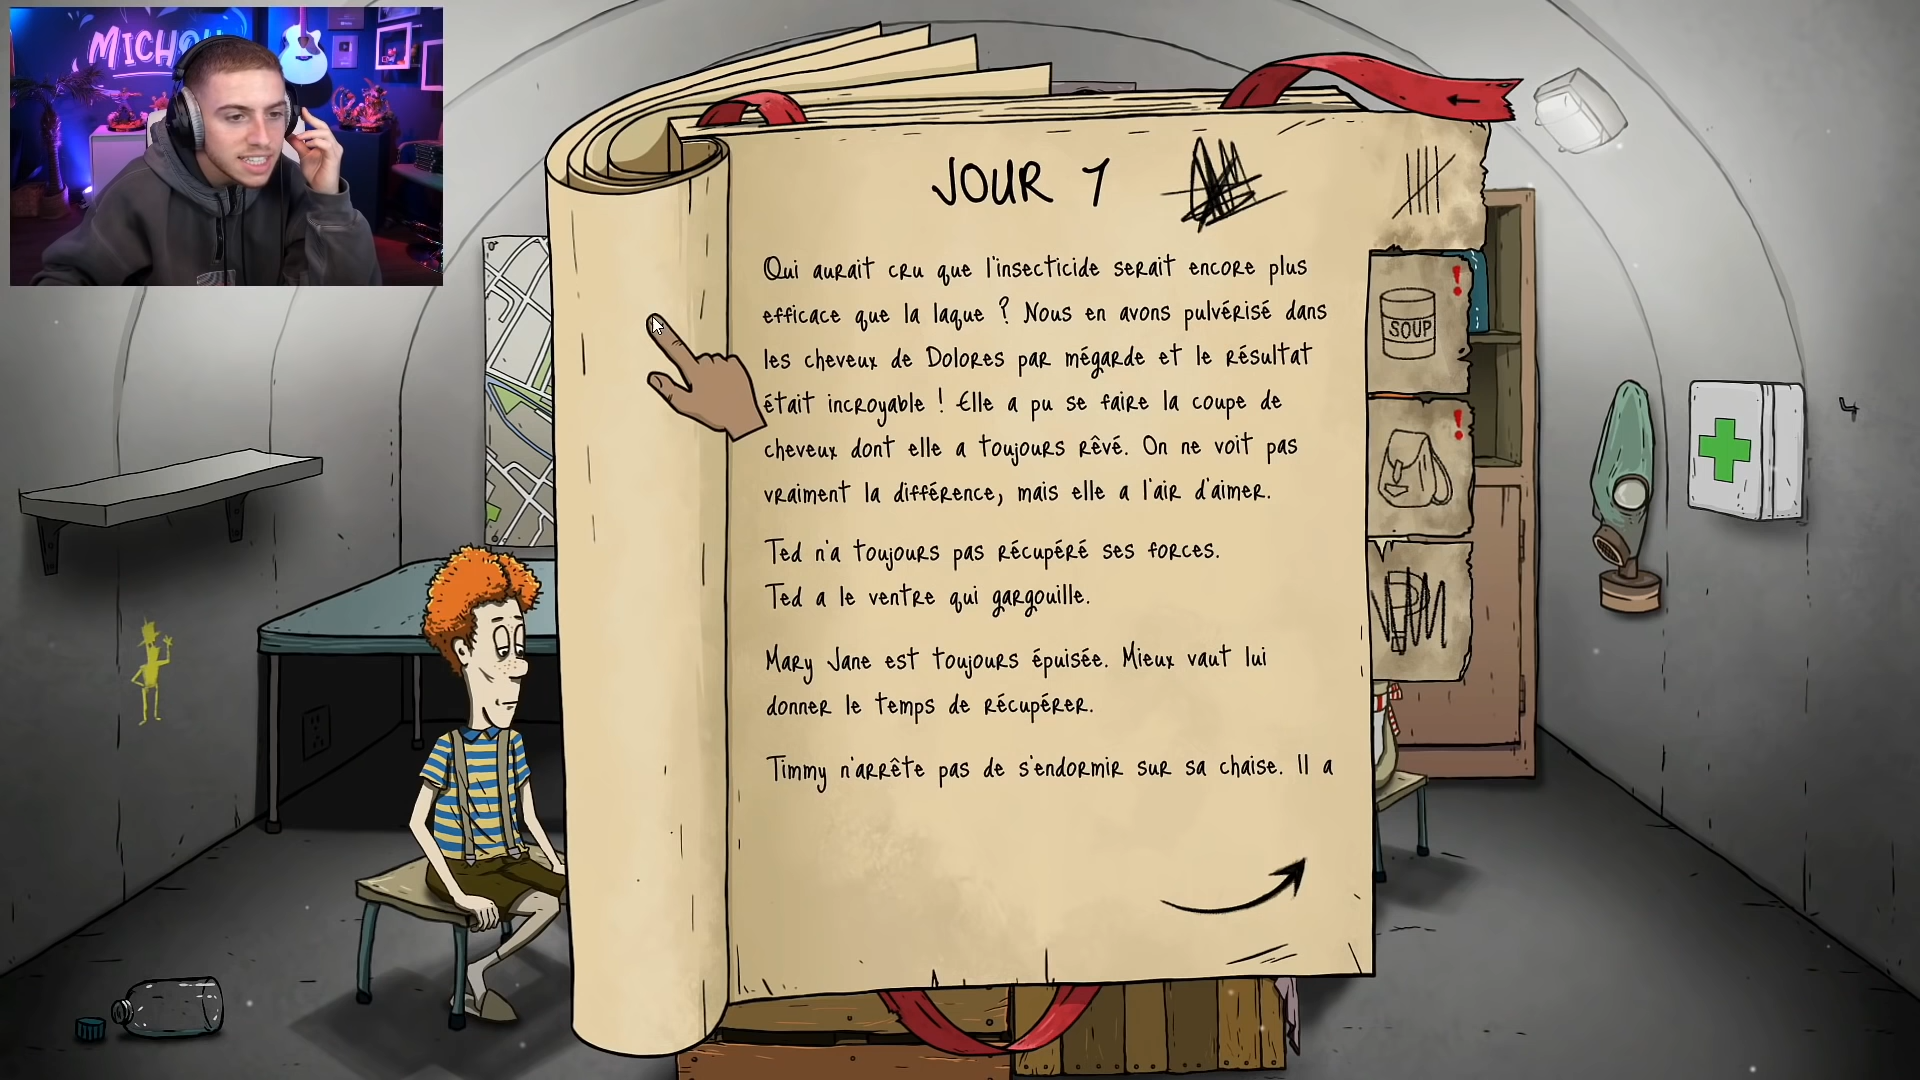 MICHOU
JOUR 7
Qui aurait cru que l'insecticide serait encore plus
efficace que la laque ? Nous en avons pulvérisé dans
les cheveux de Dolores par mégarde et le résultat
était incroyable ! Elle a pu se faire la coupe de
cheveux dont elle a toujours rêvé. On ne voit pas
vraiment la différence, mais elle a l'air d'aimer.
Ted n'a toujours pas récupéré ses forces.
Ted a le ventre qui gargouille.
Mary Jane est toujours épuisée. Mieux vaut lui
donner le temps de récupérer.
Timmy n'arrête pas de s'endormir sur sa chaise. Il a
!
SOUP
!